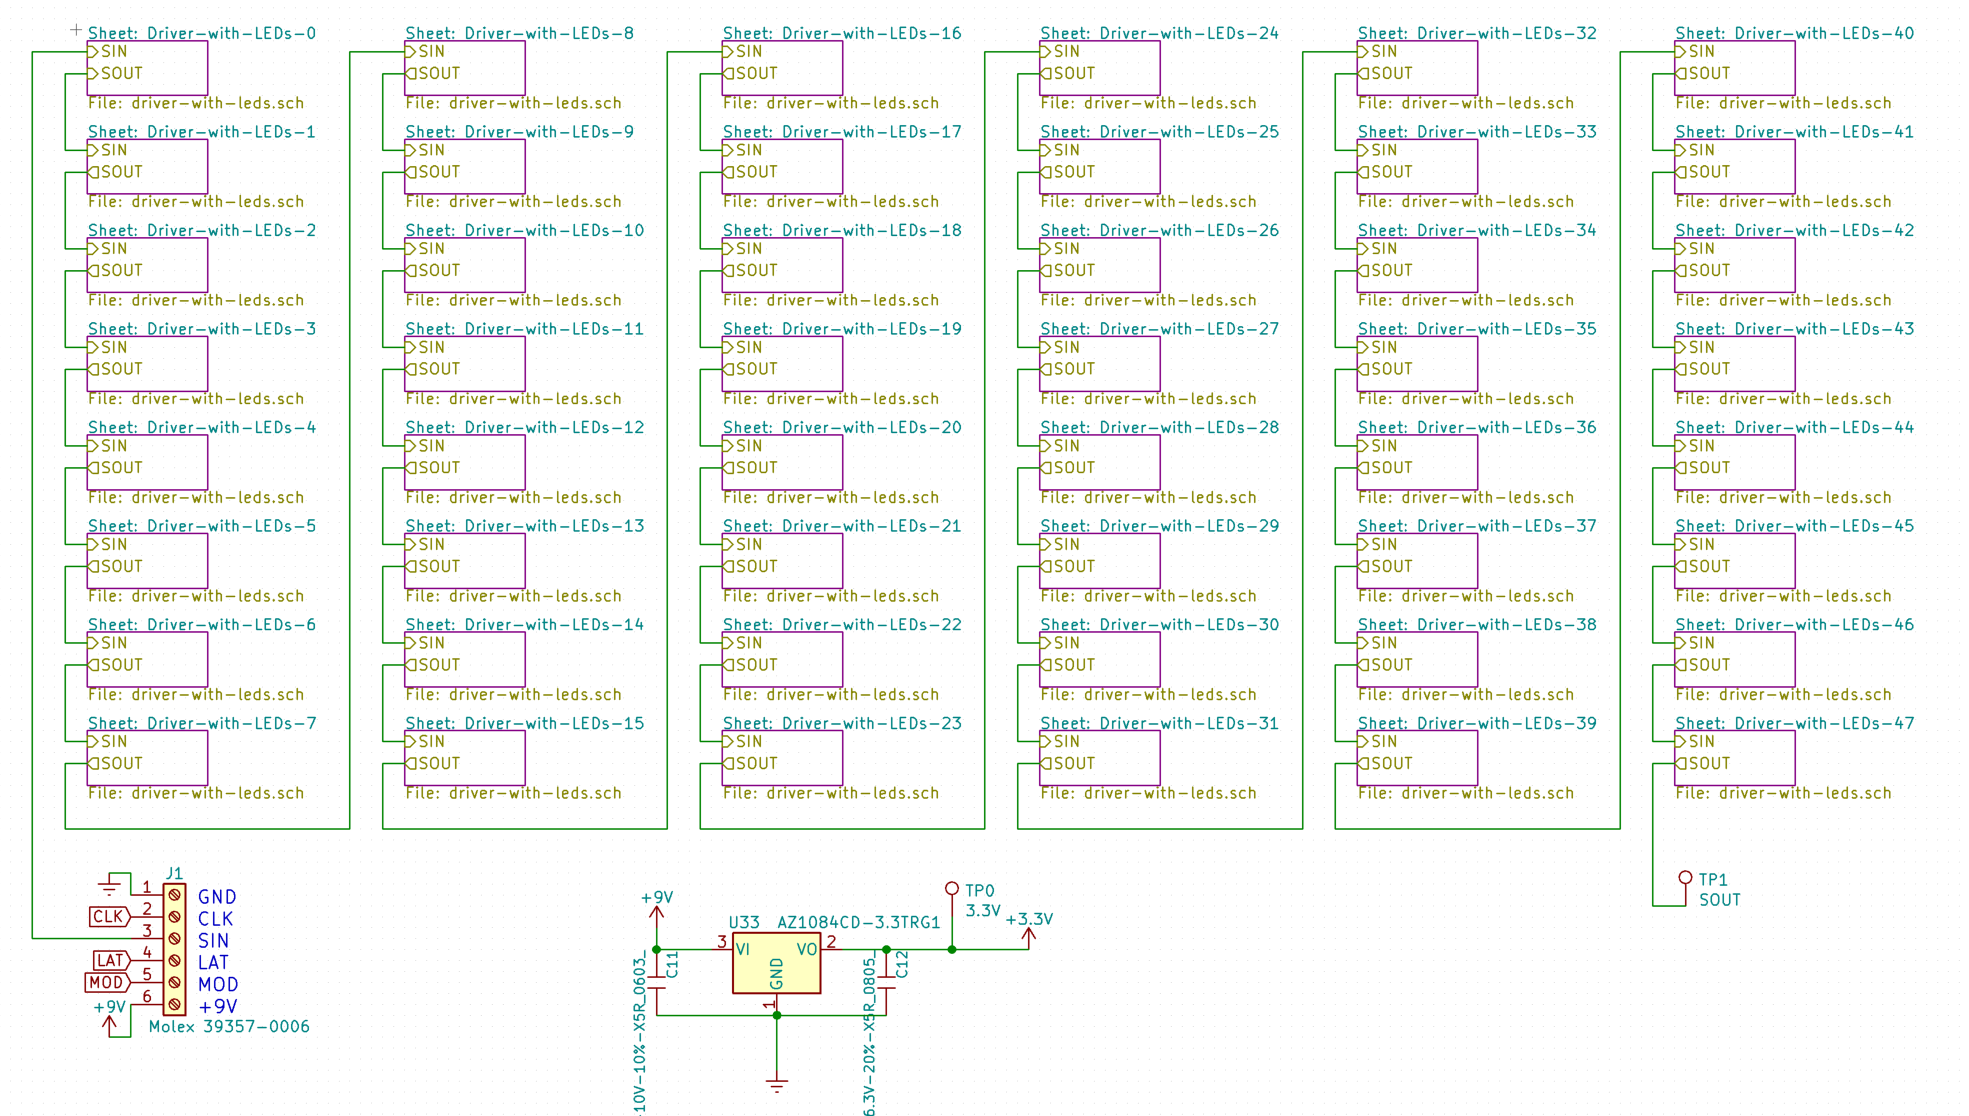 Sheet: Driver-with-LEDs-0
SIN
SOUT
File: driver-with-leds.sch
Sheet: Driver-with-LEDs-1
SIN
SOUT
File: driver-with-leds.sch
Sheet: Driver-with-LEDs-2
SIN
SOUT
File: driver-with-leds.sch
Sheet: Driver-with-LEDs-3
SIN
SOUT
File: driver-with-leds.sch
Sheet: Driver-with-LEDs-4
SIN
SOUT
File: driver-with-leds.sch
Sheet: Driver-with-LEDs-5
SIN
SOUT
File: driver-with-leds.sch
Sheet: Driver-with-LEDs-6
SIN
SOUT
File: driver-with-leds.sch
Sheet: Driver-with-LEDs-7
SIN
SOUT
File: driver-with-leds.sch
Sheet: Driver-with-LEDs-8
SIN
SOUT
File: driver-with-leds.sch
Sheet: Driver-with-LEDs-9
SIN
SOUT
File: driver-with-leds.sch
Sheet: Driver-with-LEDs-10
SIN
SOUT
File: driver-with-leds.sch
Sheet: Driver-with-LEDs-11
SIN
SOUT
File: driver-with-leds.sch
Sheet: Driver-with-LEDs-12
SIN
SOUT
File: driver-with-leds.sch
Sheet: Driver-with-LEDs-13
SIN
SOUT
File: driver-with-leds.sch
Sheet: Driver-with-LEDs-14
SIN
SOUT
File: driver-with-leds.sch
Sheet: Driver-with-LEDs-15
SIN
SOUT
File: driver-with-leds.sch
Sheet: Driver-with-LEDs-16
SIN
SOUT
File: driver-with-leds.sch
Sheet: Driver-with-LEDs-17
SIN
SOUT
File: driver-with-leds.sch
Sheet: Driver-with-LEDs-18
SIN
SOUT
File: driver-with-leds.sch
Sheet: Driver-with-LEDs-19
SIN
SOUT
File: driver-with-leds.sch
Sheet: Driver-with-LEDs-20
SIN
SOUT
File: driver-with-leds.sch
Sheet: Driver-with-LEDs-21
SIN
SOUT
File: driver-with-leds.sch
Sheet: Driver-with-LEDs-22
SIN
SOUT
File: driver-with-leds.sch
Sheet: Driver-with-LEDs-23
SIN
SOUT
File: driver-with-leds.sch
Sheet: Driver-with-LEDs-24
SIN
SOUT
File: driver-with-leds.sch
Sheet: Driver-with-LEDs-25
SIN
SOUT
File: driver-with-leds.sch
Sheet: Driver-with-LEDs-26
SIN
SOUT
File: driver-with-leds.sch
Sheet: Driver-with-LEDs-27
SIN
SOUT
File: driver-with-leds.sch
Sheet: Driver-with-LEDs-28
SIN
SOUT
File: driver-with-leds.sch
Sheet: Driver-with-LEDs-29
SIN
SOUT
File: driver-with-leds.sch
Sheet: Driver-with-LEDs-30
SIN
SOUT
File: driver-with-leds.sch
Sheet: Driver-with-LEDs-31
SIN
SOUT
File: driver-with-leds.sch
Sheet: Driver-with-LEDs-32
SIN
SOUT
File: driver-with-leds.sch
Sheet: Driver-with-LEDs-33
SIN
SOUT
File: driver-with-leds.sch
Sheet: Driver-with-LEDs-34
SIN
SOUT
File: driver-with-leds.sch
Sheet: Driver-with-LEDs-35
SIN
SOUT
File: driver-with-leds.sch
Sheet: Driver-with-LEDs-36
SIN
SOUT
File: driver-with-leds.sch
Sheet: Driver-with-LEDs-37
SIN
SOUT
File: driver-with-leds.sch
Sheet: Driver-with-LEDs-38
SIN
SOUT
File: driver-with-leds.sch
Sheet: Driver-with-LEDs-39
SIN
SOUT
File: driver-with-leds.sch
Sheet: Driver-with-LEDs-40
SIN
SOUT
File: driver-with-leds.sch
Sheet: Driver-with-LEDs-41
SIN
SOUT
File: driver-with-leds.sch
Sheet: Driver-with-LEDs-42
SIN
SOUT
File: driver-with-leds.sch
Sheet: Driver-with-LEDs-43
SIN
SOUT
File: driver-with-leds.sch
Sheet: Driver-with-LEDs-44
SIN
SOUT
File: driver-with-leds.sch
Sheet: Driver-with-LEDs-45
SIN
SOUT
File: driver-with-leds.sch
Sheet: Driver-with-LEDs-46
SIN
SOUT
File: driver-with-leds.sch
Sheet: Driver-with-LEDs-47
SIN
SOUT
File: driver-with-leds.sch
J1
1 GND
CLK 2 CLK
3 SIN
LAT 4 LAT
MOD 5 MOD
+9V 6 +9V
Molex 39357-0006
+9V
10V-10%-X5R_0603_
C11
U33 AZ1084CD-3.3TRG1
3 VI VO 2
GND
1
6.3V-20%-X5R_0805_
C12
TP0
3.3V
+3.3V
TP1
SOUT